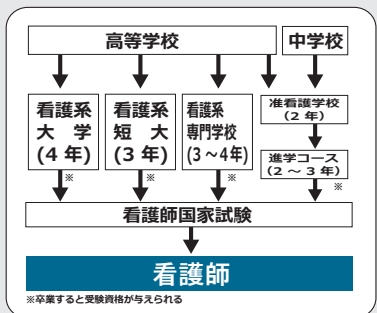 高等学校
中学校
看護系
大学
(4年)
※
看護系
短大
(3年)
※
看護系
専門学校
(3～4年)
※
准看護学校
(2年)
進学コース
(2～3年)
※
看護師国家試験
看護師
※卒業すると受験資格が与えられる